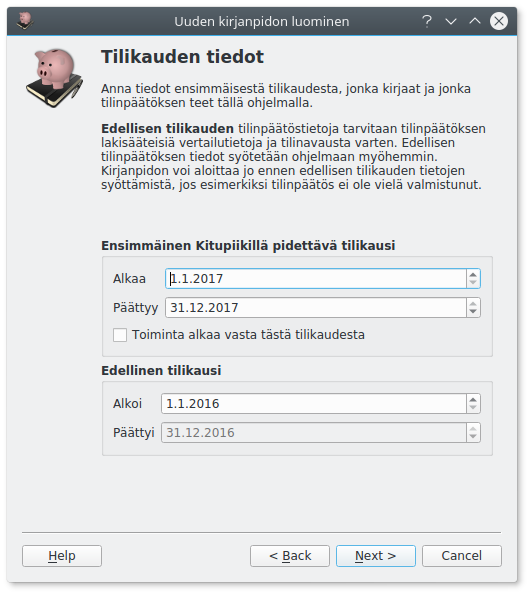 Uuden kirjanpidon luominen
Tilikauden tiedot
Anna tiedot ensimmäisestä tilikaudesta, jonka kirjaat ja jonka
tilinpäätöksen teet tällä ohjelmalla.
Edellisen tilikauden tilinpäätöstietoja tarvitaan tilinpäätöksen
lakisääteisiä vertailutietoja ja tilinavausta varten. Edellisen
tilinpäätöksen tiedot syötetään ohjelmaan myöhemmin.
Kirjanpidon voi aloittaa jo ennen edellisen tilikauden tietojen
syöttämistä, jos esimerkiksi tilinpäätös ei ole vielä valmistunut.
Ensimmäinen Kitupiikillä pidettävä tilikausi
Alkaa 1.1.2017
Päättyy 31.12.2017
Toiminta alkaa vasta tästä tilikaudesta
Edellinen tilikausi
Alkoi 1.1.2016
Päättyi 31.12.2016
Help < Back Next > Cancel